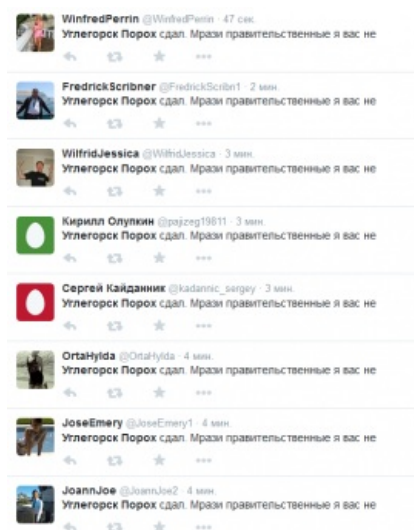 WinfredPerrin @WinfredPerrin · 47 сек.
Углегорск Порох сдал. Мрази правительственные я вас не
FredrickScribner @FredrickScribn1 · 2 мин.
Углегорск Порох сдал. Мрази правительственные я вас не
WilfridJessica @WilfridJessica · 3 мин.
Углегорск Порох сдал. Мрази правительственные я вас не
Кирилл Олупкин @pajizeg19811 · 3 мин.
Углегорск Порох сдал. Мрази правительственные я вас не
Сергей Кайданник @kadannic_sergey · 3 мин.
Углегорск Порох сдал. Мрази правительственные я вас не
OrtaHylda @OrtaHylda · 4 мин.
Углегорск Порох сдал. Мрази правительственные я вас не
JoseEmery @JoseEmery1 · 4 мин.
Углегорск Порох сдал. Мрази правительственные я вас не
JoannJoe @JoannJoe2 · 4 мин.
Углегорск Порох сдал. Мрази правительственные я вас не